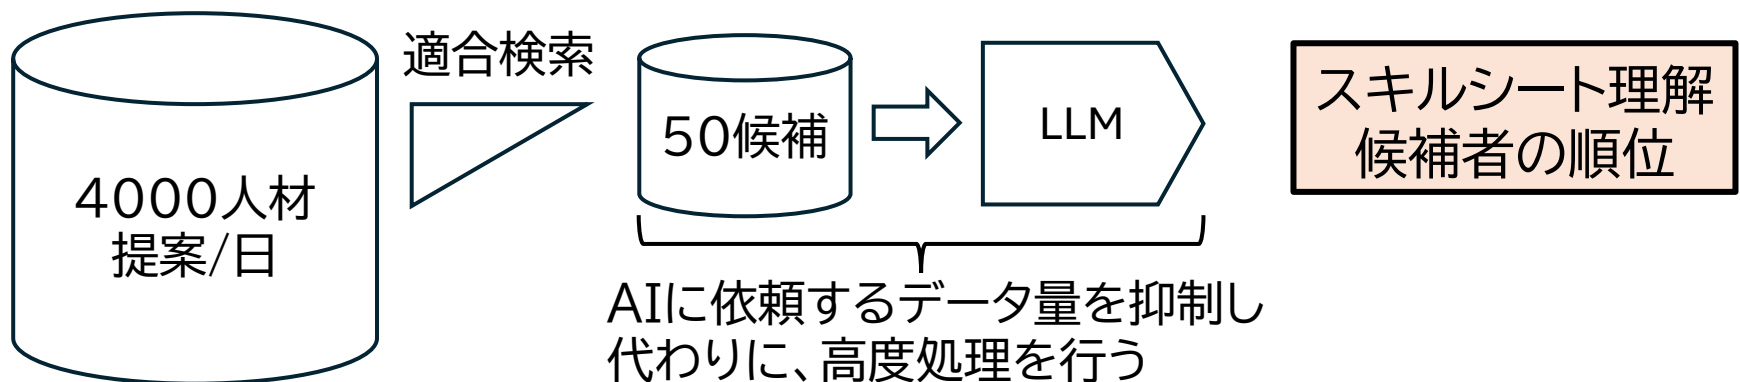 4000人材
提案/日
適合検索
50候補
LLM
スキルシート理解
候補者の順位
AIに依頼するデータ量を抑制し
代わりに、高度処理を行う